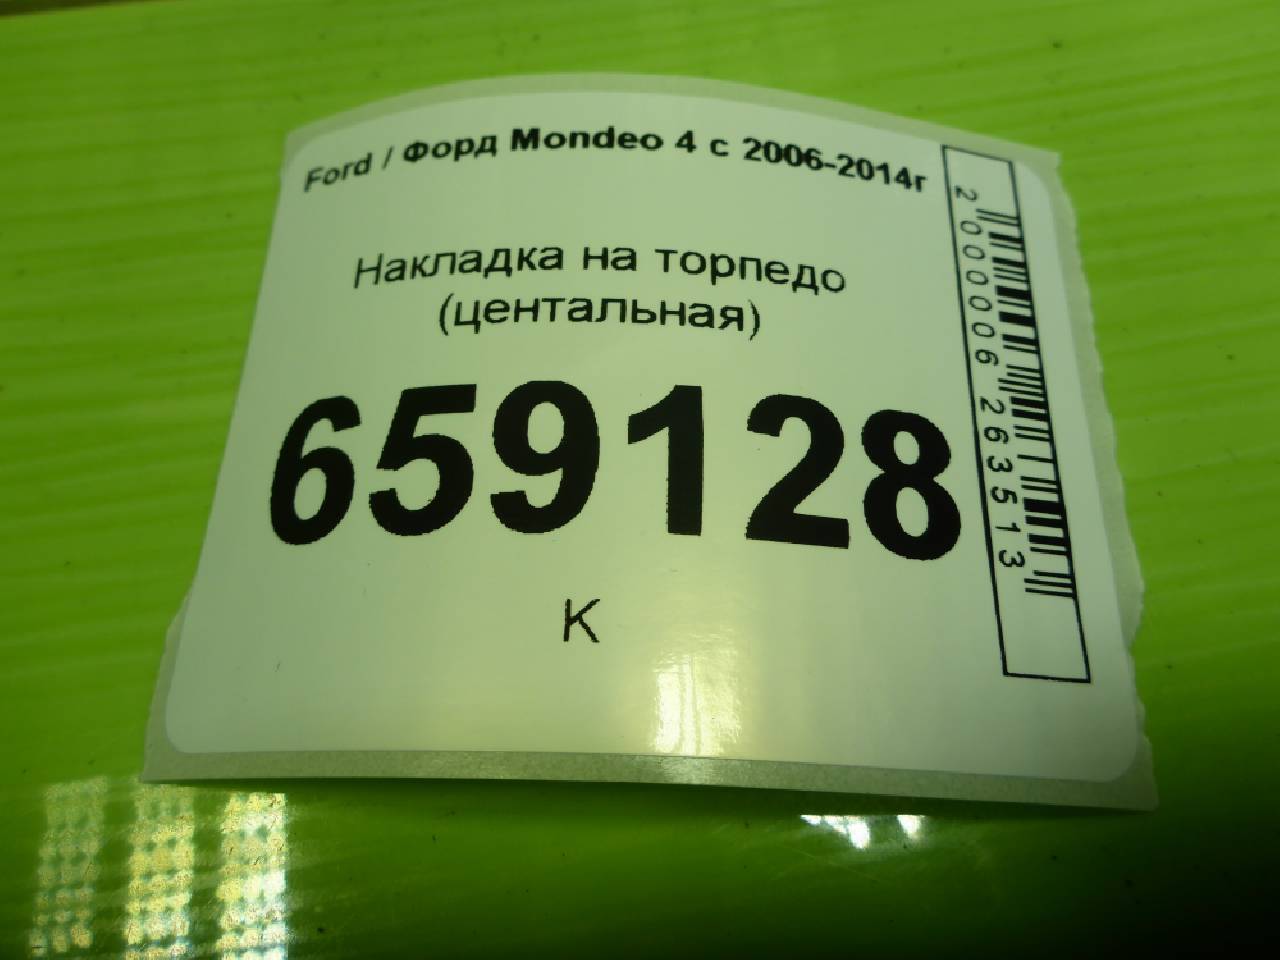 Ford / Форд Mondeo 4 с 2006-2014г
Накладка на торпедо
(центальная)
659128
К
2000006263513